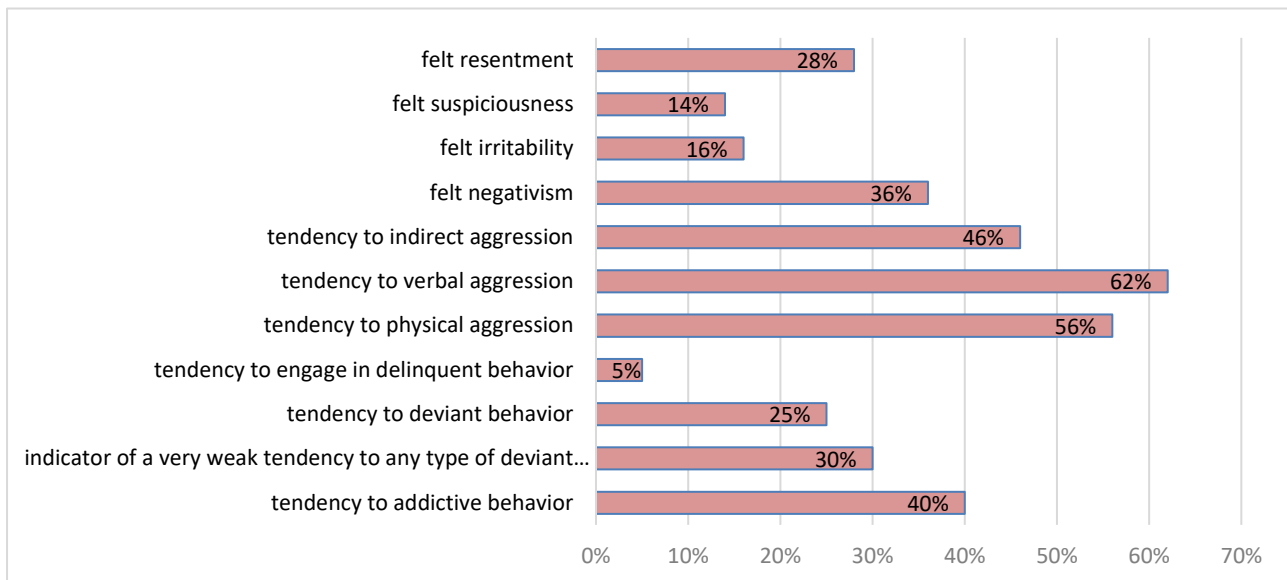 felt resentment 28%
felt suspiciousness 14%
felt irritability 16%
felt negativism 36%
tendency to indirect aggression 46%
tendency to verbal aggression 62%
tendency to physical aggression 56%
tendency to engage in delinquent behavior 5%
tendency to deviant behavior 25%
indicator of a very weak tendency to any type of deviant... 30%
tendency to addictive behavior 40%
0% 10% 20% 30% 40% 50% 60% 70%